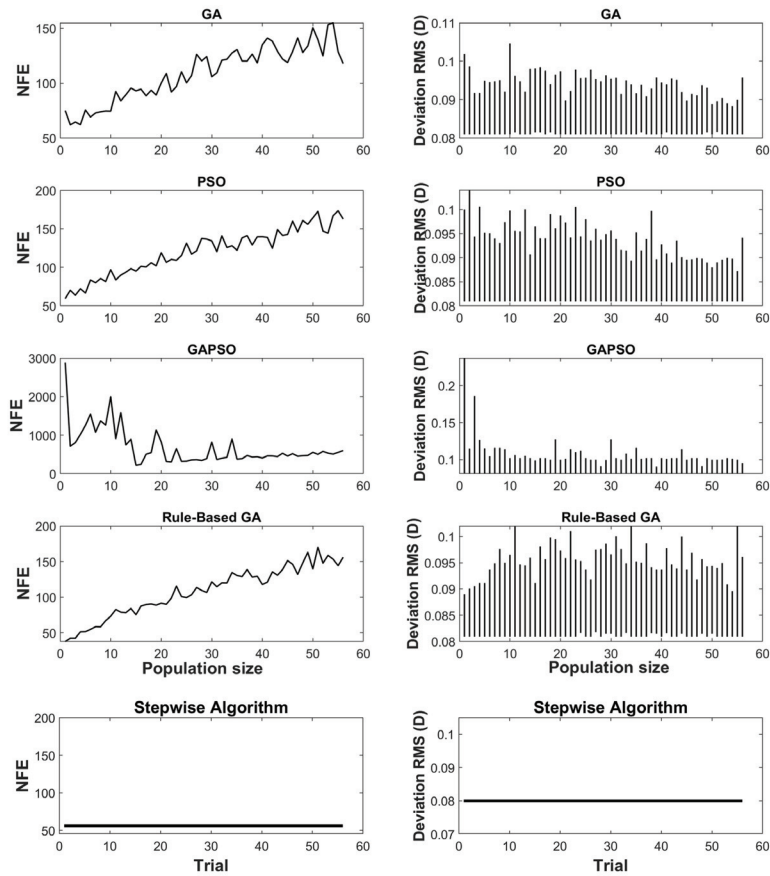 GA
NFE
150
100
50
0 10 20 30 40 50 60
GA
Deviation RMS (D)
0.11
0.1
0.09
0.08
0 10 20 30 40 50 60
PSO
NFE
200
150
100
50
0 10 20 30 40 50 60
PSO
Deviation RMS (D)
0.1
0.095
0.09
0.085
0.08
0 10 20 30 40 50 60
GAPSO
NFE
3000
2000
1000
0
0 10 20 30 40 50 60
GAPSO
Deviation RMS (D)
0.2
0.15
0.1
0 10 20 30 40 50 60
Rule-Based GA
NFE
200
150
100
50
0 10 20 30 40 50 60
Population size
Rule-Based GA
Deviation RMS (D)
0.1
0.095
0.09
0.085
0.08
0 10 20 30 40 50 60
Population size
Stepwise Algorithm
NFE
200
150
100
50
0 10 20 30 40 50 60
Trial
Stepwise Algorithm
Deviation RMS (D)
0.1
0.09
0.08
0.07
0 10 20 30 40 50 60
Trial